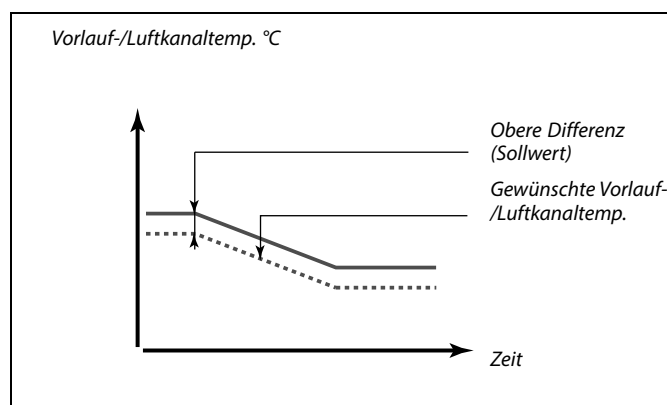 Vorlauf-/Luftkanaltemp. °C
Obere Differenz
(Sollwert)
Gewünschte Vorlauf-
/Luftkanaltemp.
Zeit